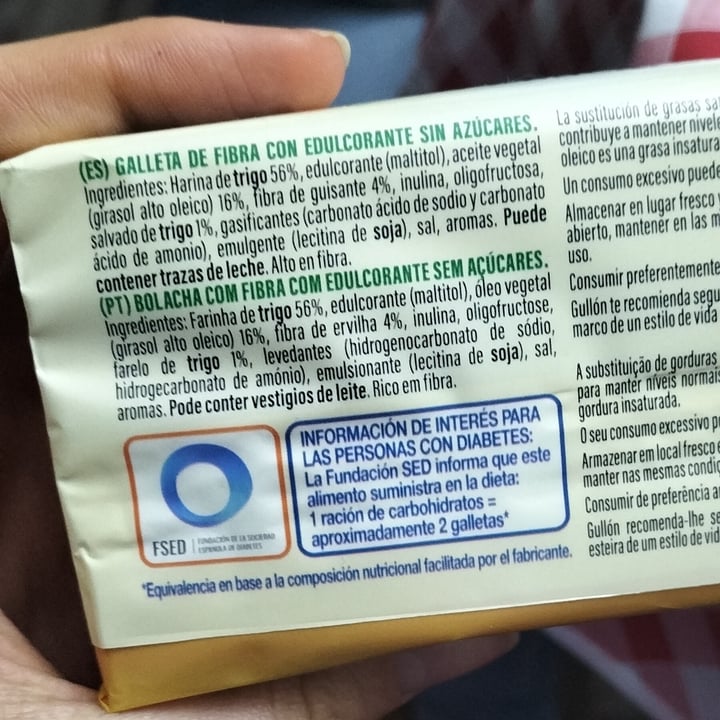 (ES) GALLETA DE FIBRA CON EDULCORANTE SIN AZÚCARES.
Ingredientes: Harina de trigo 56%, edulcorante (maltitol), aceite vegetal
(girasol alto oleico) 16%, fibra de guisante 4%, inulina, oligofructosa,
salvado de trigo 1%, gasificantes (carbonato ácido de sodio y carbonato
ácido de amonio), emulgente (lecitina de soja), sal, aromas. Puede
contener trazas de leche. Alto en fibra.
(PT) BOLACHA COM FIBRA COM EDULCORANTE SEM AÇÚCARES.
Ingredientes: Farinha de trigo 56%, edulcorante (maltitol), óleo vegetal
(girassol alto oleico) 16%, fibra de ervilha 4%, inulina, oligofructose,
farelo de trigo 1%, levedantes (hidrogenocarbonato de sódio,
hidrogecarbonato de amónio), emulsionante (lecitina de soja), sal,
aromas. Pode conter vestigios de leite. Rico em fibra.
FSED
FUNDACIÓN DE LA SOCIEDAD
ESPAÑOLA DE DIABETES
INFORMACIÓN DE INTERÉS PARA
LAS PERSONAS CON DIABETES:
La Fundación SED informa que este
alimento suministra en la dieta:
1 ración de carbohidratos =
aproximadamente 2 galletas*
*Equivalencia en base a la composición nutricional facilitada por el fabricante.
La sustitución de grasas
contribuye a mantener
oleico es una grasa insatura
Un consumo excesivo puede
Almacenar en lugar fresco
abierto, mantener en las
uso.
Consumir preferentemente
Gullón te recomienda
marco de un estilo de vida
A substituição de gorduras
para manter níveis
gordura insaturada.
O seu consumo excessivo
Armazenar em local fresco
manter nas mesmas
Consumir de preferência
Gullón recomenda-lhe
esteira de um estilo de vid